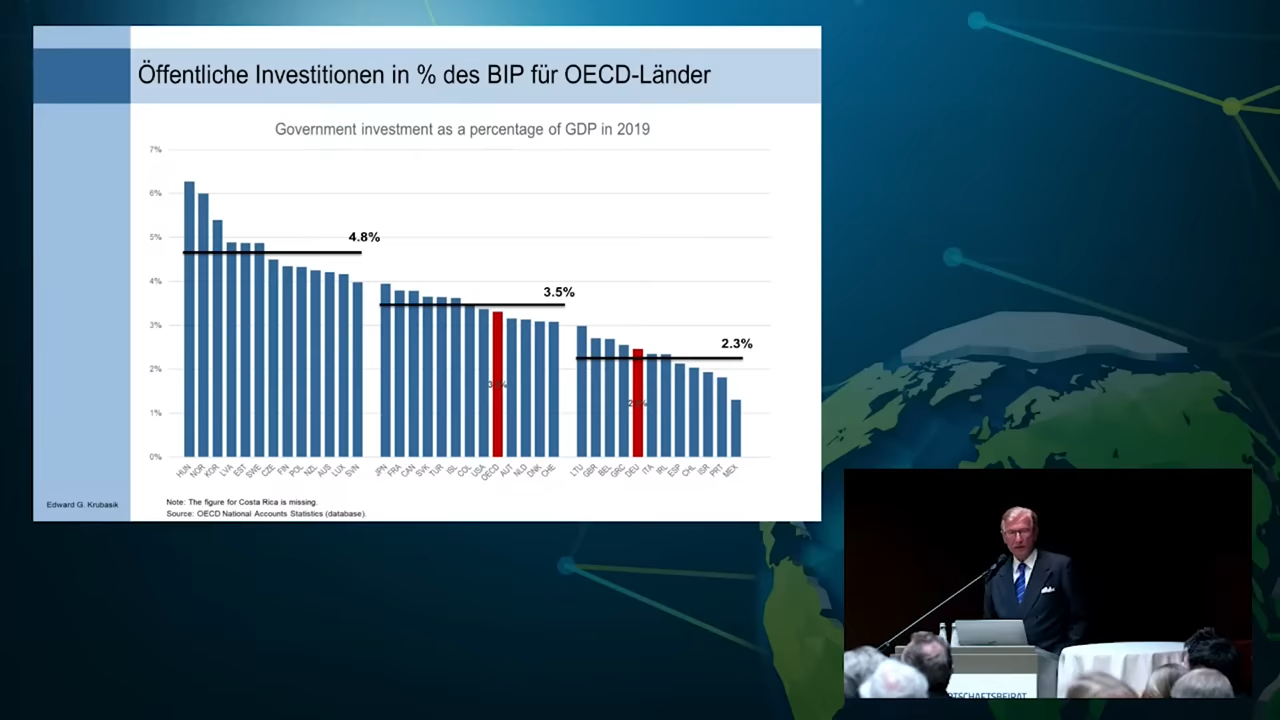 Öffentliche Investitionen in % des BIP für OECD-Länder
Government investment as a percentage of GDP in 2019
7%
6%
5%
4%
3%
2%
1%
0%
4.8%
3.5%
2.3%
HUN NOR KOR LVA EST SWE CZE FIN POL NZL AUS LUX SVN JPN FRA CAN SVK TUR ISL COL USA OECD AUT NLD DNK CHE LTU GBR BEL GRC DEU ITA IRL ESP CHL ISR PRT MEX
Edward G. Krubasik
Note: The figure for Costa Rica is missing.
Source: OECD National Accounts Statistics (database).
RTSCHAFTSBEIRAT